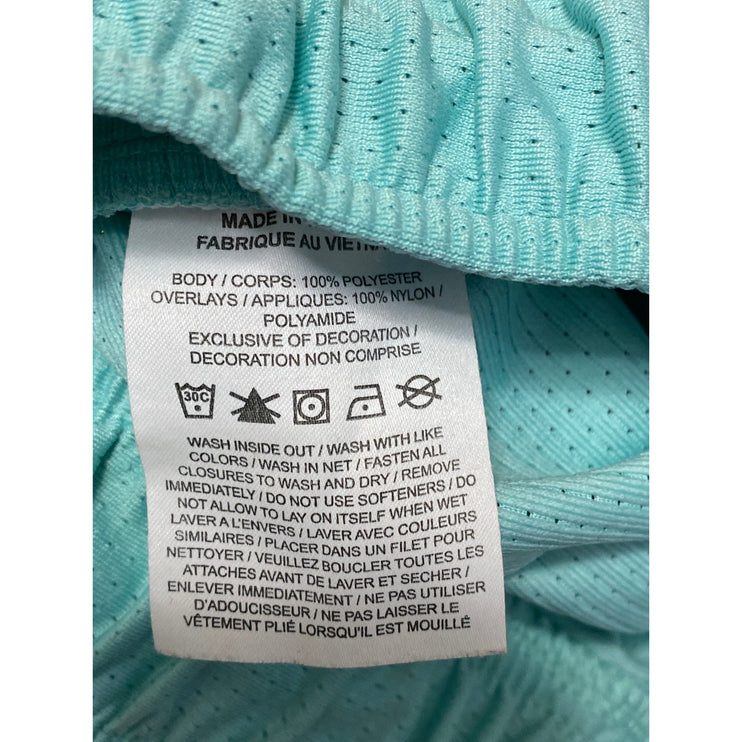 MADE IN
FABRIQUE AU VIETNA
BODY / CORPS: 100% POLYESTER
OVERLAYS / APPLIQUES: 100% NYLON /
POLYAMIDE
EXCLUSIVE OF DECORATION /
DECORATION NON COMPRISE
30C
WASH INSIDE OUT / WASH WITH LIKE
COLORS / WASH IN NET / FASTEN ALL
CLOSURES TO WASH AND DRY / REMOVE
IMMEDIATELY / DO NOT USE SOFTENERS / DO
NOT ALLOW TO LAY ON ITSELF WHEN WET
LAVER A L'ENVERS / LAVER AVEC COULEURS
SIMILAIRES / PLACER DANS UN FILET POUR
NETTOYER / VEUILLEZ BOUCLER TOUTES LES
ATTACHES AVANT DE LAVER ET SECHER /
ENLEVER IMMEDIATEMENT / NE PAS UTILISER
D'ADOUCISSEUR / NE PAS LAISSER LE
VÊTEMENT PLIÉ LORSQU'IL EST MOUILLÉ